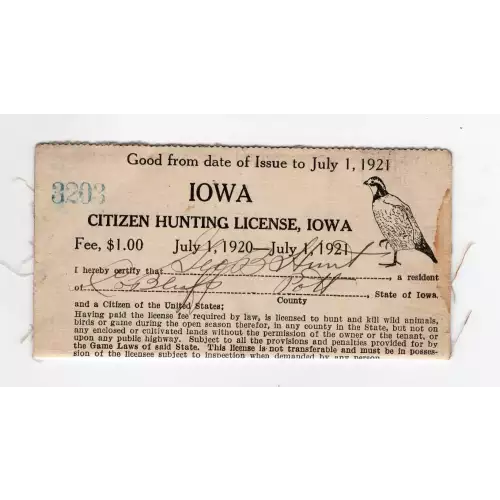 Good from date of Issue to July 1, 1921
3203
IOWA
CITIZEN HUNTING LICENSE, IOWA
Fee, $1.00 July 1, 1920—July 1, 1921
I hereby certify that Geo B Hunt, a resident
of Co Bluffs Pott, State of Iowa,
County
and a Citizen of the United States;
Having paid the license fee required by law, is licensed to hunt and kill wild animals,
birds or game during the open season therefor, in any county in the State, but not on
any enclosed or cultivated lands without the permission of the owner or the tenant, or
upon any public highway. Subject to all the provisions and penalties provided for by
the Game Laws of said State. This license is not transferable and must be in posses-
sion of the licensee subject to inspection when demanded by any person.